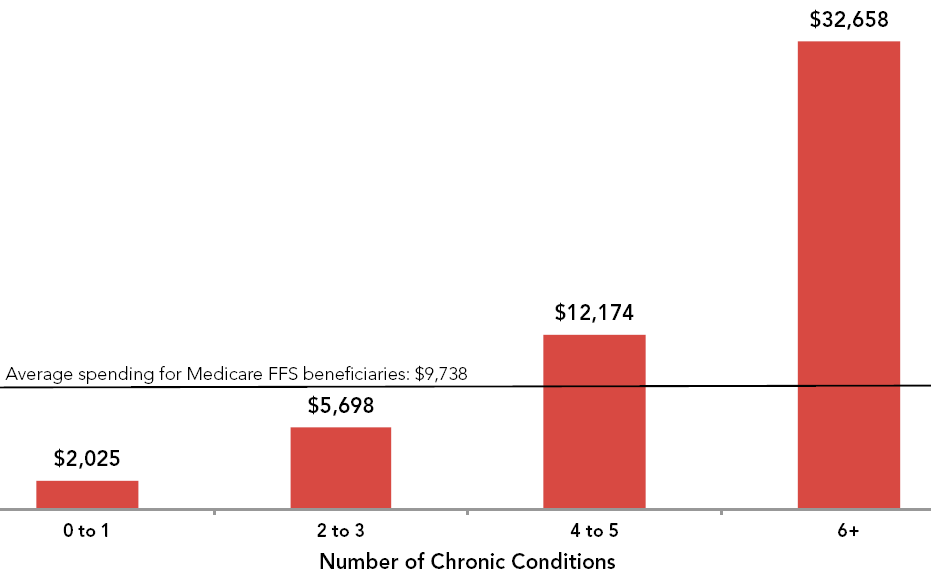 $32,658
$12,174
Average spending for Medicare FFS beneficiaries: $9,738
$5,698
$2,025
0 to 1
2 to 3
4 to 5
6+
Number of Chronic Conditions